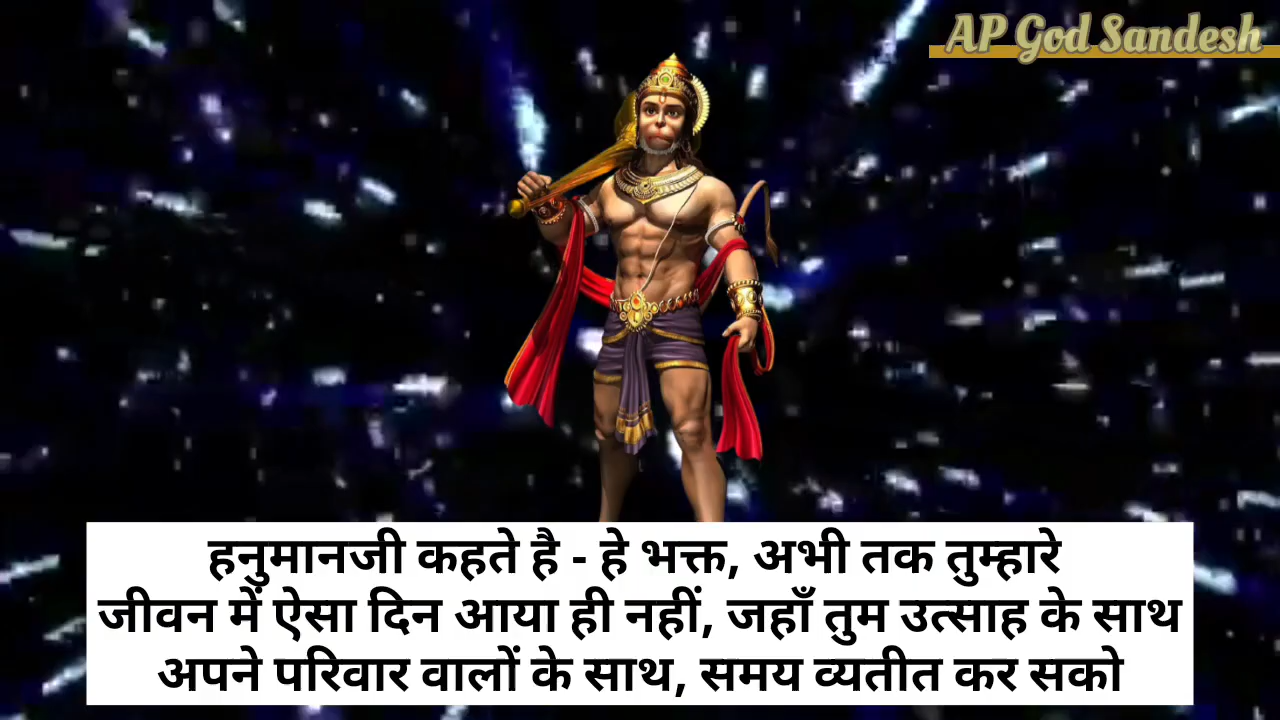 AP God Sandesh
हनुमानजी कहते है - हे भक्त, अभी तक तुम्हारे
जीवन में ऐसा दिन आया ही नहीं, जहाँ तुम उत्साह के साथ
अपने परिवार वालों के साथ, समय व्यतीत कर सको